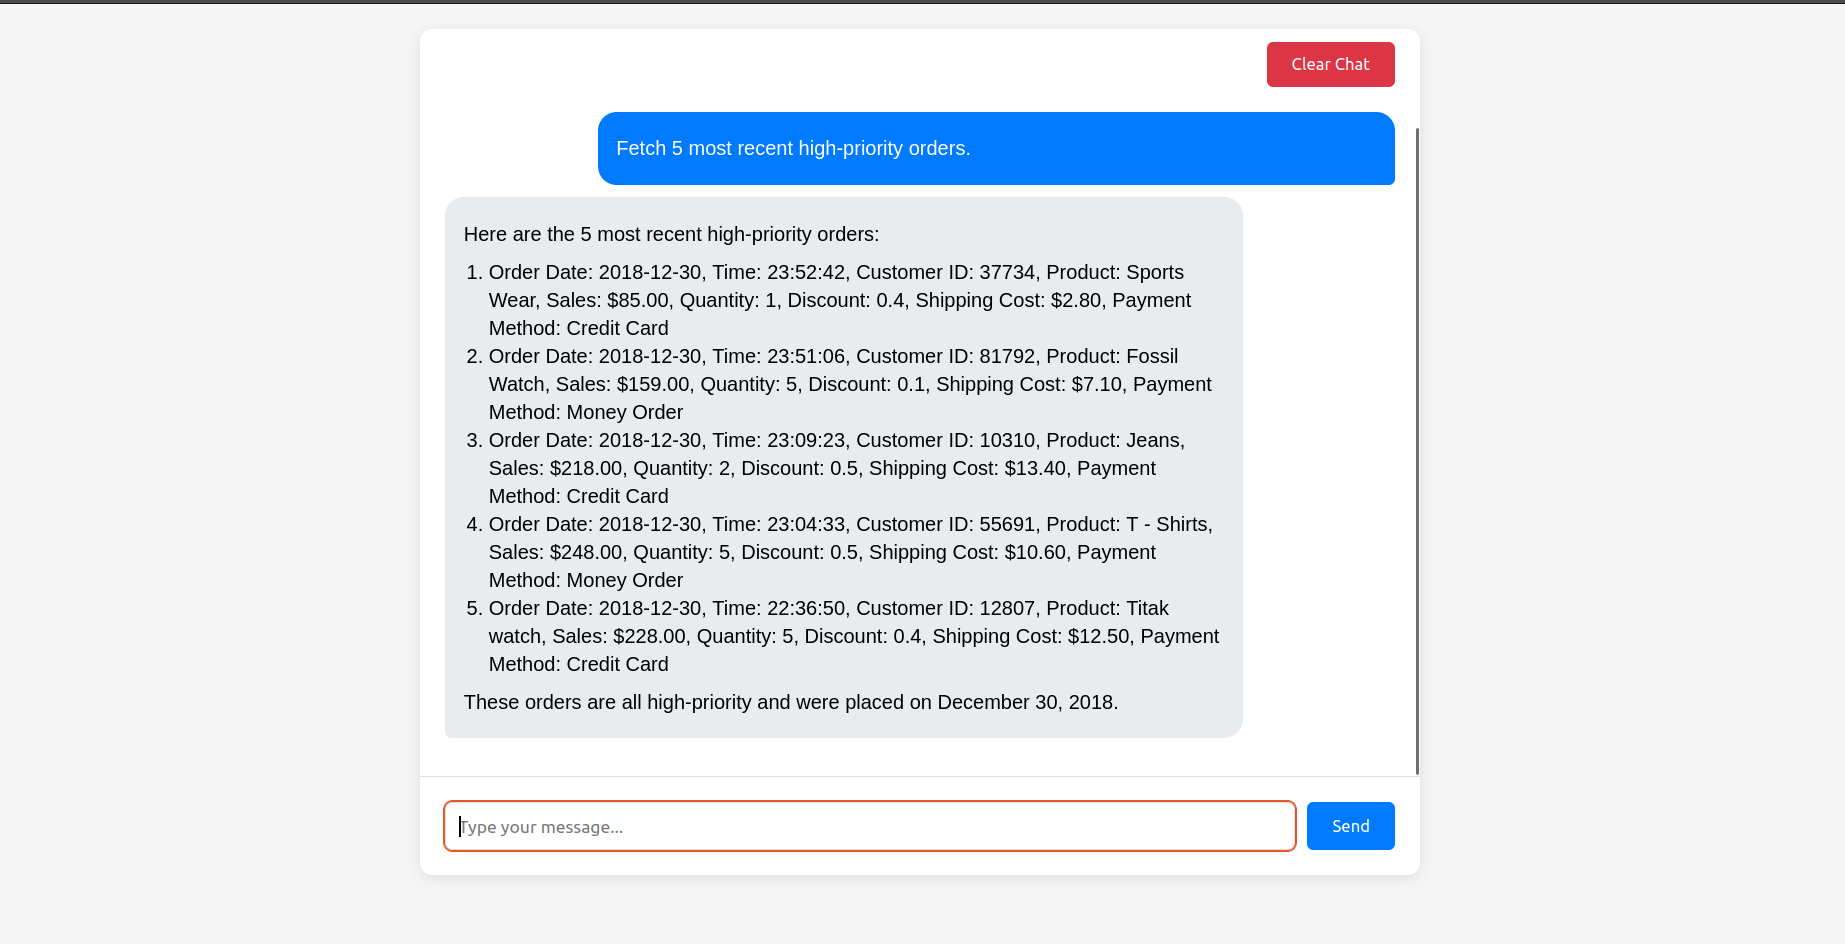 Clear Chat
Fetch 5 most recent high-priority orders.
Here are the 5 most recent high-priority orders:
1. Order Date: 2018-12-30, Time: 23:52:42, Customer ID: 37734, Product: Sports
Wear, Sales: $85.00, Quantity: 1, Discount: 0.4, Shipping Cost: $2.80, Payment
Method: Credit Card
2. Order Date: 2018-12-30, Time: 23:51:06, Customer ID: 81792, Product: Fossil
Watch, Sales: $159.00, Quantity: 5, Discount: 0.1, Shipping Cost: $7.10, Payment
Method: Money Order
3. Order Date: 2018-12-30, Time: 23:09:23, Customer ID: 10310, Product: Jeans,
Sales: $218.00, Quantity: 2, Discount: 0.5, Shipping Cost: $13.40, Payment
Method: Credit Card
4. Order Date: 2018-12-30, Time: 23:04:33, Customer ID: 55691, Product: T - Shirts,
Sales: $248.00, Quantity: 5, Discount: 0.5, Shipping Cost: $10.60, Payment
Method: Money Order
5. Order Date: 2018-12-30, Time: 22:36:50, Customer ID: 12807, Product: Titak
watch, Sales: $228.00, Quantity: 5, Discount: 0.4, Shipping Cost: $12.50, Payment
Method: Credit Card
These orders are all high-priority and were placed on December 30, 2018.
Type your message...
Send